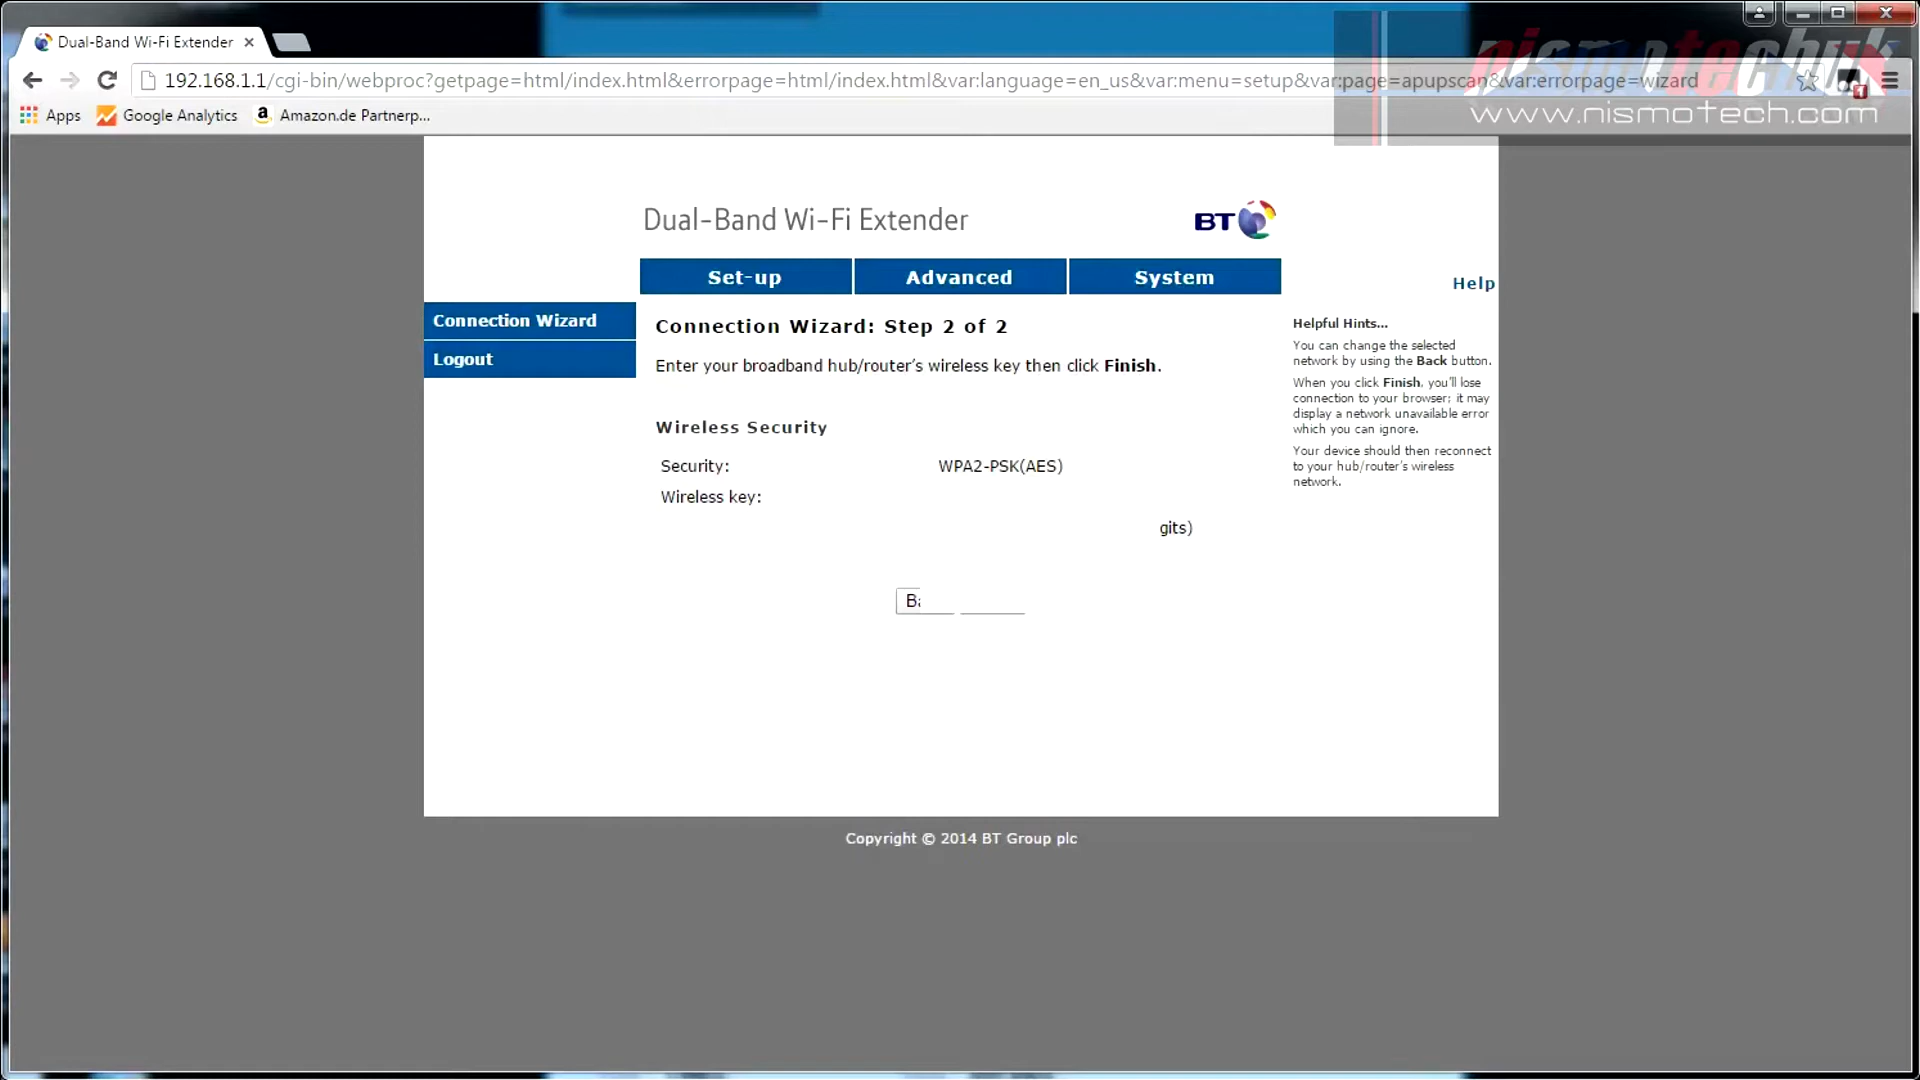 Dual-Band Wi-Fi Extender
nismotechuk
192.168.1.1/cgi-bin/webproc?getpage=html/index.html&errorpage=html/index.html&var:language=en_us&var:menu=setup&var:page=apupscan&var:errorpage=wizard
www.nismotech.com
Apps
Google Analytics
Amazon.de Partnerp...
Dual-Band Wi-Fi Extender
BT
Set-up
Advanced
System
Help
Connection Wizard
Logout
Connection Wizard: Step 2 of 2
Enter your broadband hub/router's wireless key then click Finish.
Wireless Security
Security:
WPA2-PSK(AES)
Wireless key:
gits)
Helpful Hints...
You can change the selected
network by using the Back button.
When you click Finish, you'll lose
connection to your browser; it may
display a network unavailable error
which you can ignore.
Your device should then reconnect
to your hub/router's wireless
network.
Copyright © 2014 BT Group plc